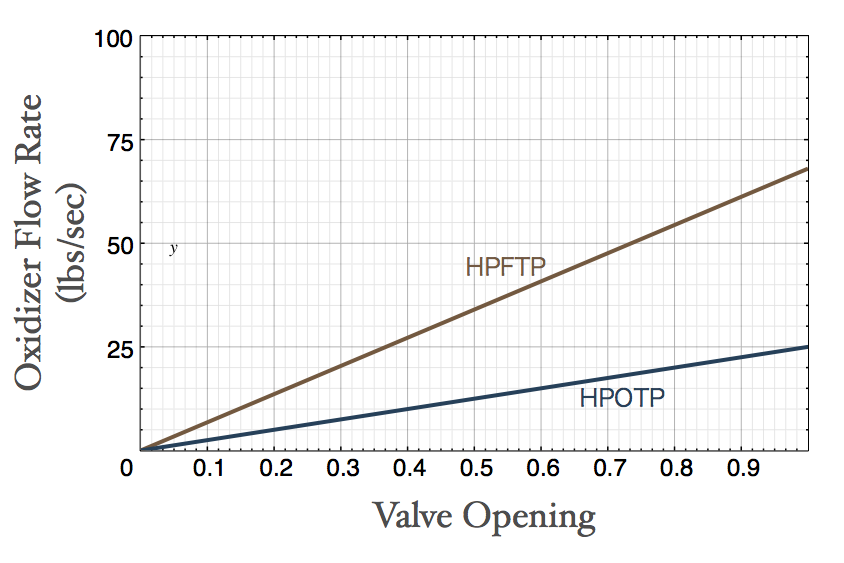 100
75
50
25
0
Oxidizer Flow Rate
(lbs/sec)
y
HPFTP
HPOTP
0.1 0.2 0.3 0.4 0.5 0.6 0.7 0.8 0.9
Valve Opening